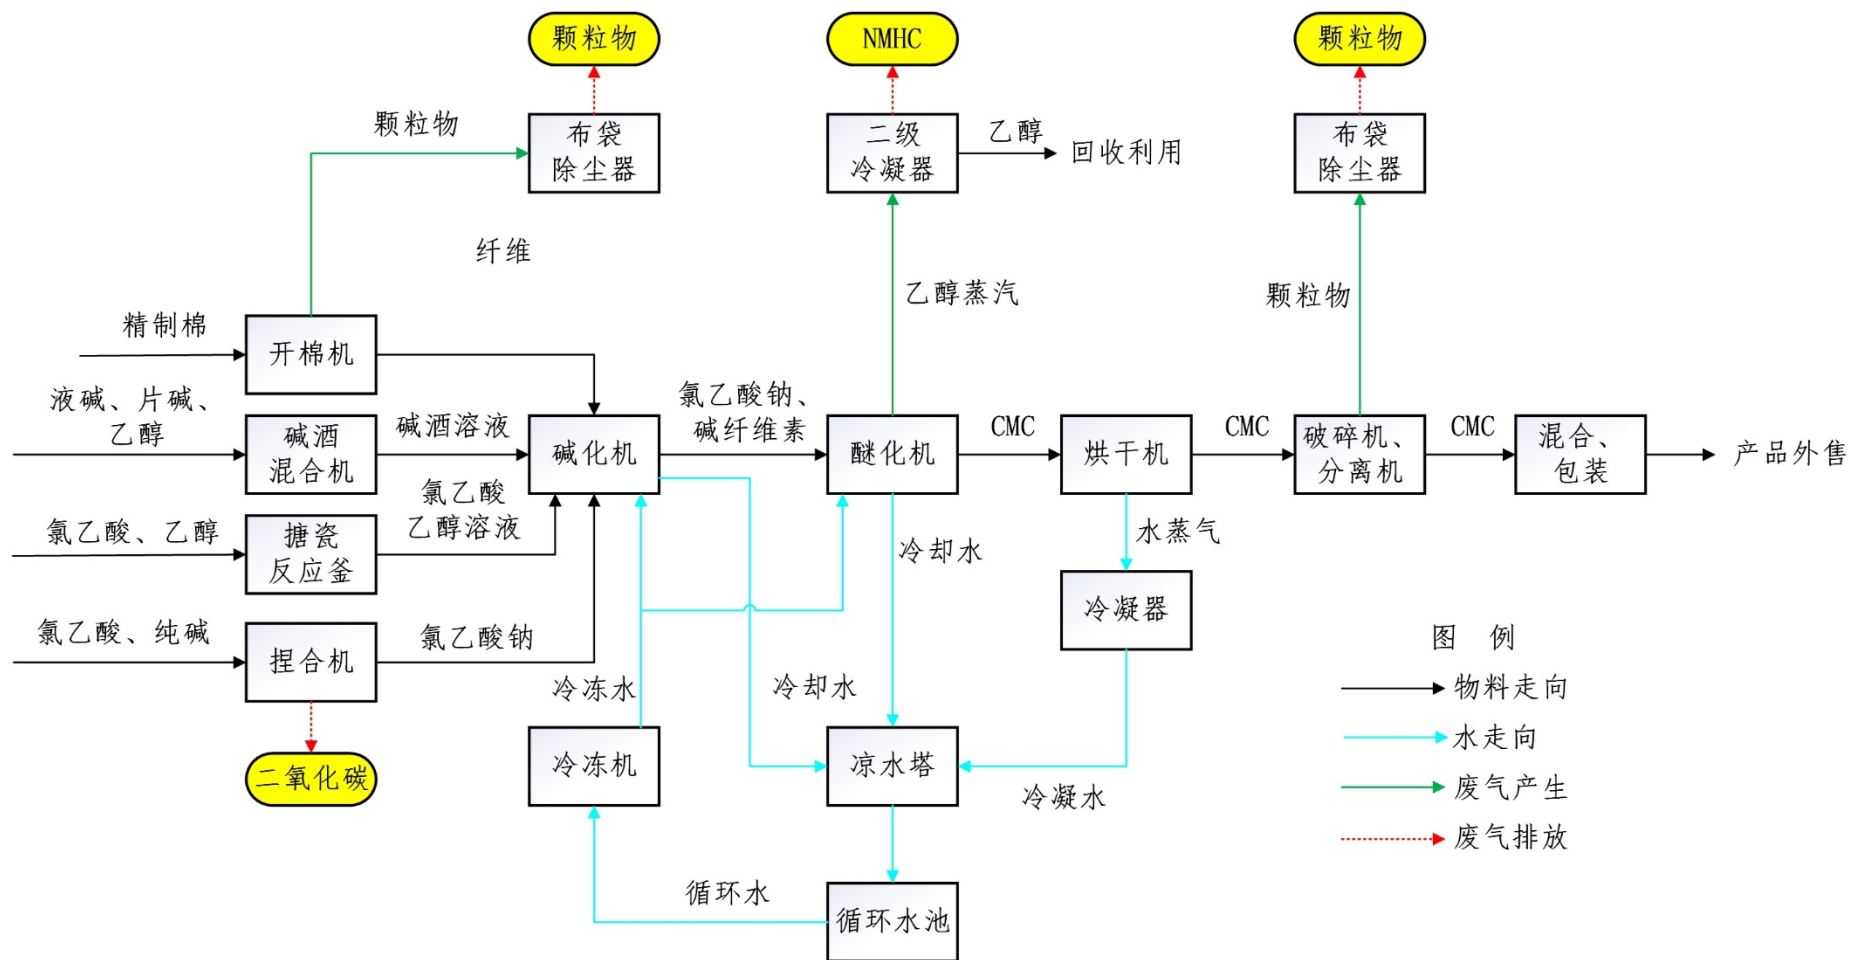 颗粒物
NMHC
颗粒物
颗粒物
布袋
除尘器
二级
冷凝器
乙醇
回收利用
布袋
除尘器
纤维
乙醇蒸汽
颗粒物
精制棉
开棉机
液碱、片碱、
乙醇
碱酒
混合机
碱酒溶液
碱化机
氯乙酸钠、
碱纤维素
醚化机
CMC
烘干机
CMC
破碎机、
分离机
CMC
混合、
包装
产品外售
氯乙酸、乙醇
搪瓷
反应釜
氯乙酸
乙醇溶液
冷却水
水蒸气
冷凝器
氯乙酸、纯碱
捏合机
氯乙酸钠
冷冻水
冷却水
二氧化碳
冷冻机
凉水塔
冷凝水
循环水
循环水池
图 例
物料走向
水走向
废气产生
废气排放